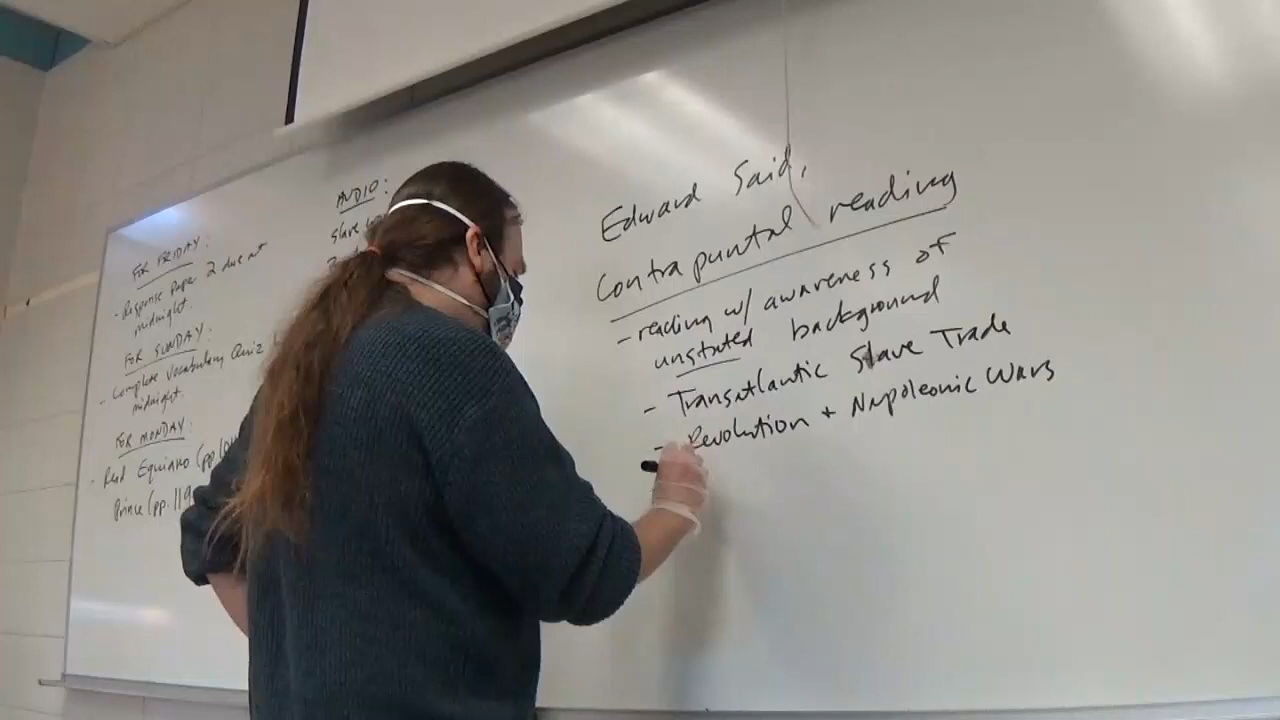 FOR FRIDAY:
- Response Paper 2 due at
midnight.
FOR SUNDAY:
- Complete Vocabulary Quiz
midnight.
FOR MONDAY:
- Read Equiano (pp.
Prince (pp. 119
AUDIO:
slave
Edward Said,
Contrapuntal reading
- reading w/ awareness of
unstated background
- Transatlantic Slave Trade
- Revolution + Napoleonic Wars